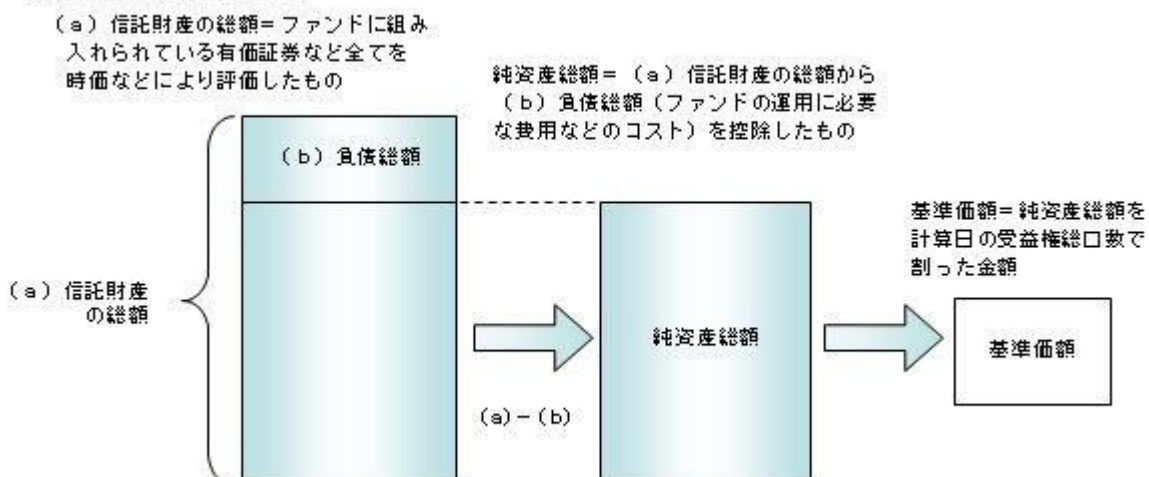 (a)信託財産の総額=ファンドに組み
入れられている有価証券など全てを
時価などにより評価したもの
純資産総額=(a)信託財産の総額から
(b)負債総額(ファンドの運用に必要
な費用などのコスト)を控除したもの
(b)負債総額
基準価額=純資産総額を
計算日の受益権総口数で
割った金額
(a)信託財産
の総額
純資産総額
基準価額
(a)-(b)